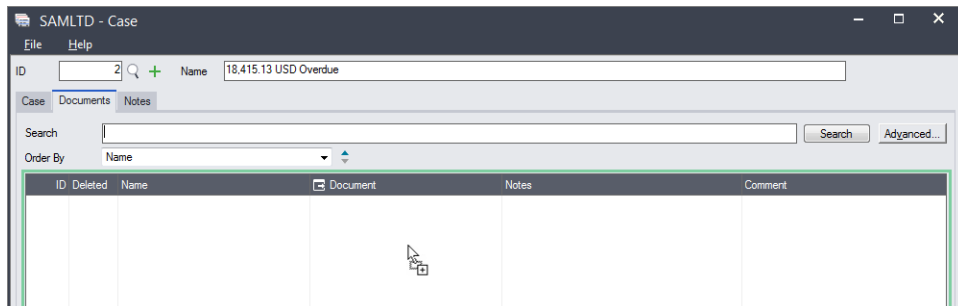 SAMLTD - Case
File Help
ID 2 Name 18,415.13 USD Overdue
Case Documents Notes
Search Search Advanced...
Order By Name
ID Deleted Name Document Notes Comment